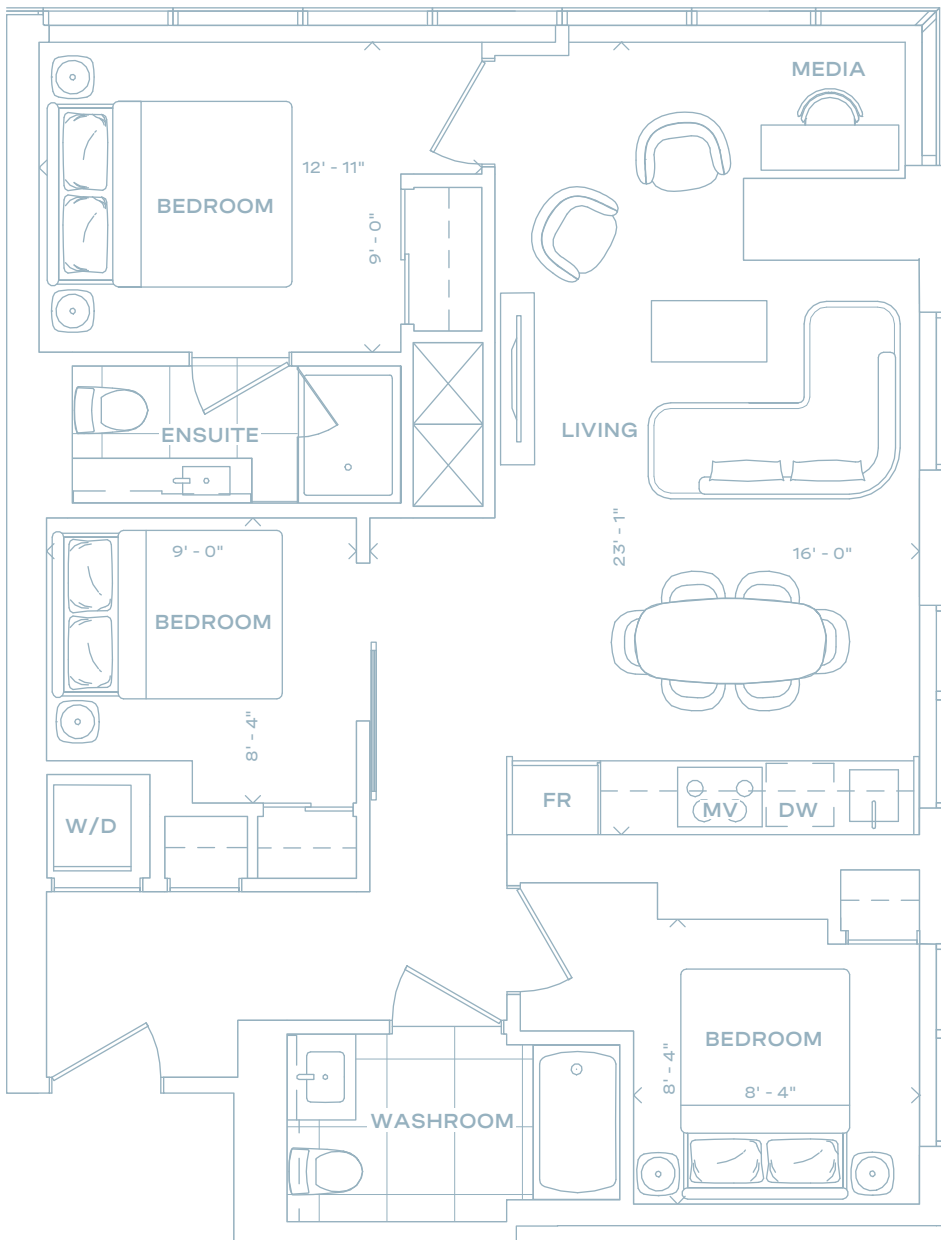 MEDIA
12' - 11"
BEDROOM
9' - 0"
LIVING
ENSUITE
23' - 1"
9' - 0"
16' - 0"
BEDROOM
8' - 4"
FR
MV
DW
W/D
BEDROOM
8' - 4"
8' - 4"
WASHROOM